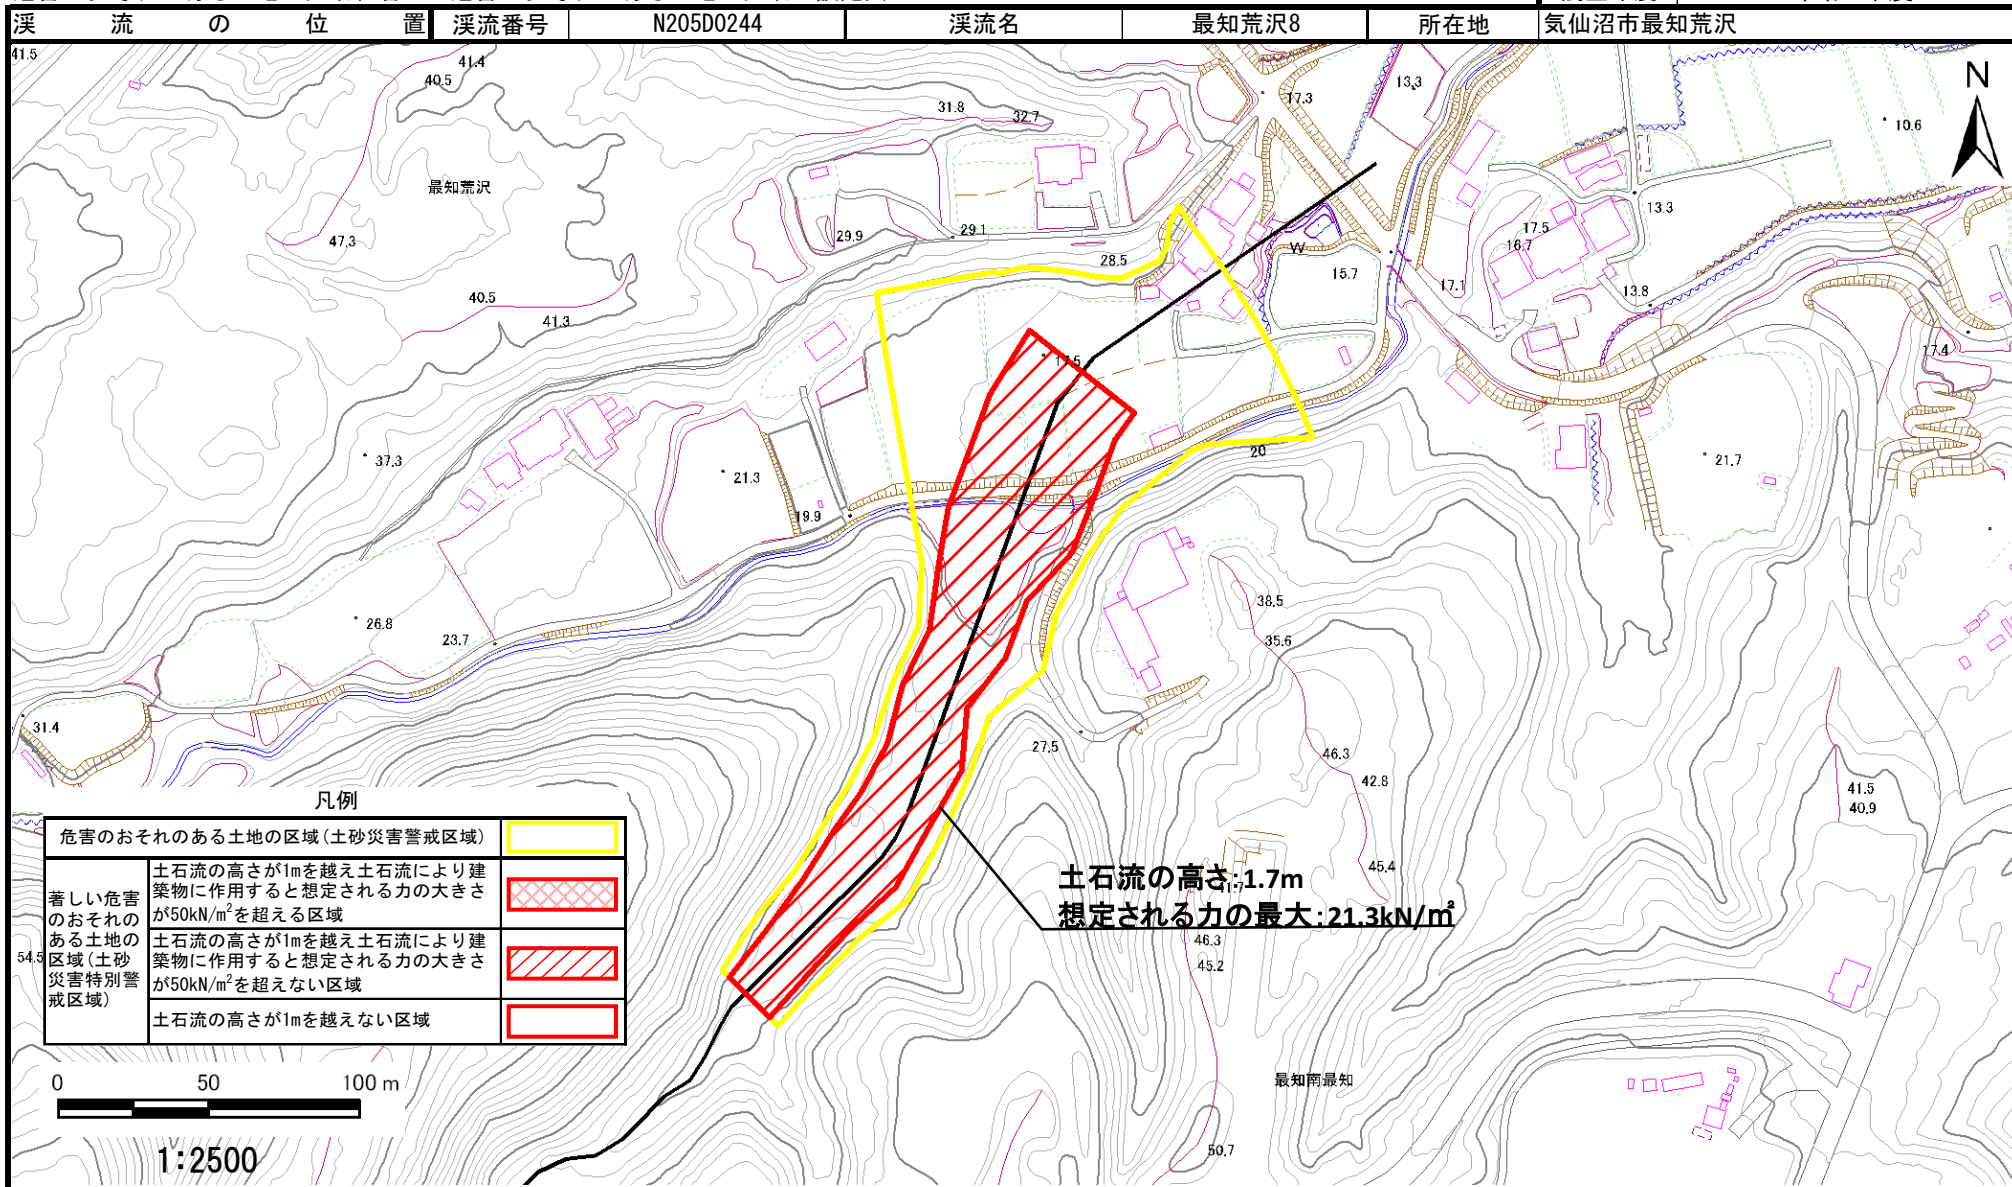 溪流の位置 溪流番号 N205D0244 溪流名 最知荒沢8 所在地 気仙沼市最知荒沢
N
41.5
41.4
40.5
31.8
32.7
17.3
13.3
10.6
最知荒沢
47.3
29.9
29.1
28.5
W
15.7
17.5
16.7
13.3
17.1
13.8
40.5
41.3
17.5
17.4
37.3
21.3
19.9
20
21.7
26.8
23.7
38.5
35.6
31.4
27.5
46.3
42.8
41.5
40.9
45.4
土石流の高さ:1.7m
想定される力の最大:21.3kN/㎡
46.3
45.2
54.5
最知南最知
50.7
凡例
危害のおそれのある土地の区域(土砂災害警戒区域)
著しい危害
のおそれの
ある土地の
区域(土砂
災害特別警
戒区域)
土石流の高さが1mを越え土石流により建
築物に作用すると想定される力の大きさ
が50kN/m²を超える区域
土石流の高さが1mを越え土石流により建
築物に作用すると想定される力の大きさ
が50kN/m²を超えない区域
土石流の高さが1mを越えない区域
0 50 100 m
1:2500